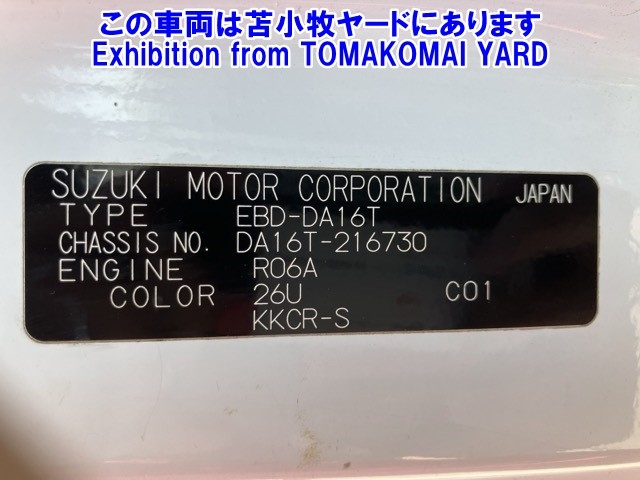 この車両は苫小牧ヤードにあります
Exhibition from TOMAKOMAI YARD
SUZUKI MOTOR CORPORATION JAPAN
TYPE EBD-DA16T
CHASSIS NO. DA16T-216730
ENGINE R06A
COLOR 26U C01
KKCR-S